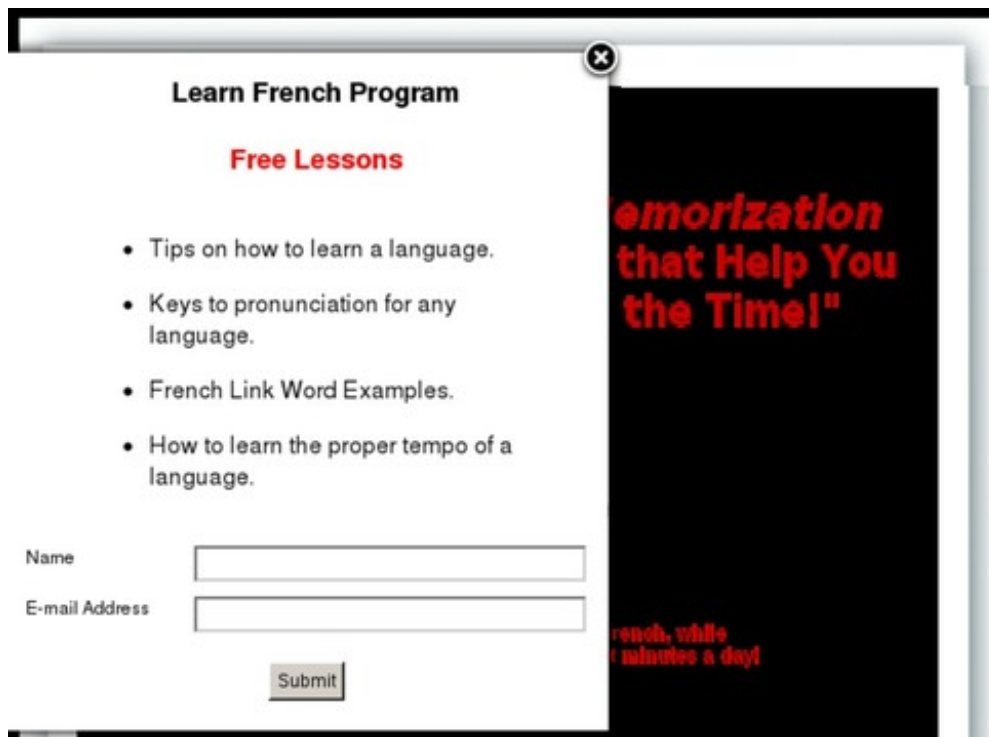 Learn French Program
Free Lessons
• Tips on how to learn a language.
• Keys to pronunciation for any
language.
• French Link Word Examples.
• How to learn the proper tempo of a
language.
Name
E-mail Address
Submit
emorization
that Help You
the Time!"
rench, while
minutes a day!